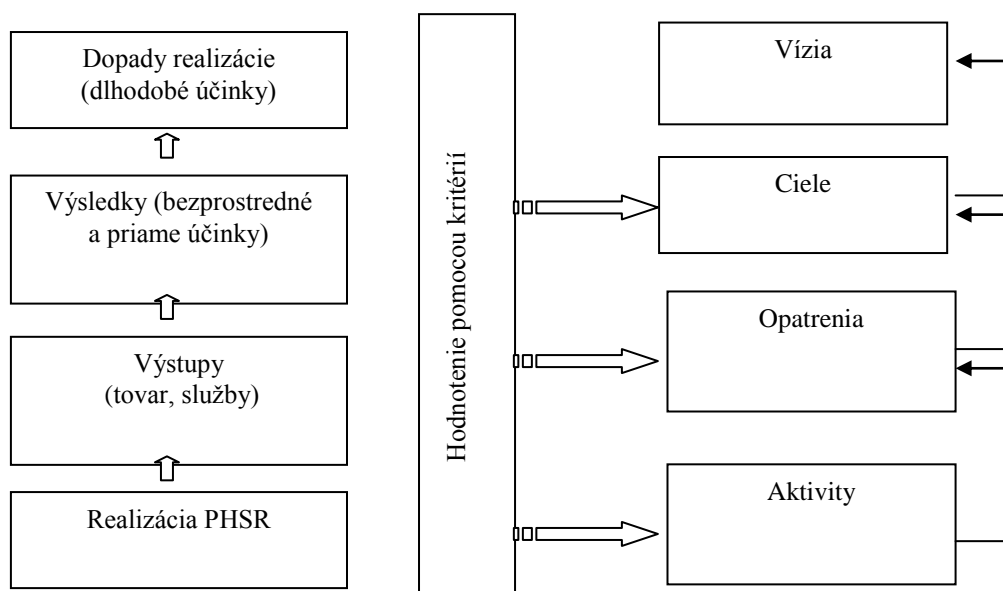 Dopady realizácie
(dlhodobé účinky)
Výsledky (bezprostredné
a priame účinky)
Výstupy
(tovar, služby)
Realizácia PHSR
Hodnotenie pomocou kritérií
Vízia
Ciele
Opatrenia
Aktivity